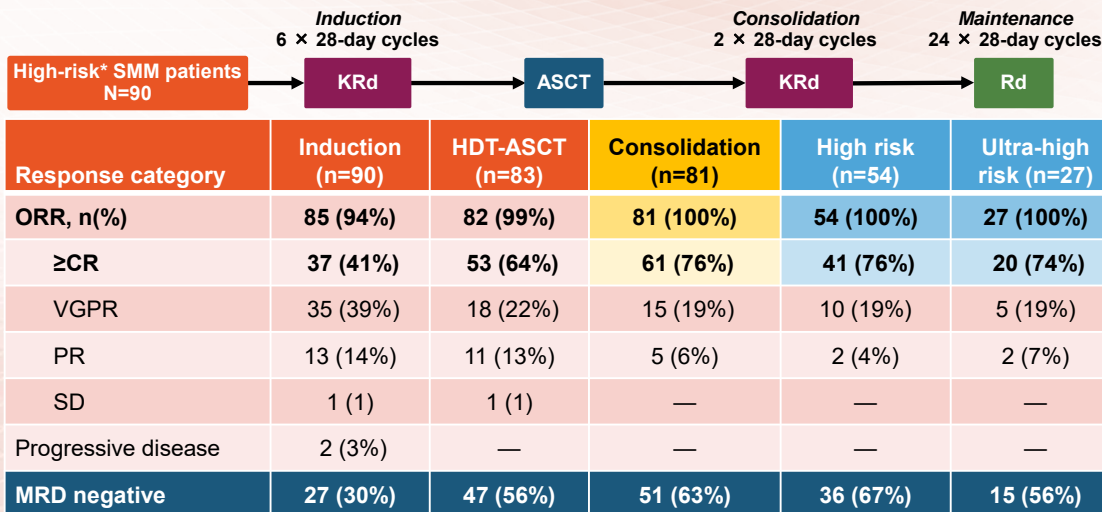 Induction
6 × 28-day cycles
Consolidation
2 × 28-day cycles
Maintenance
24 × 28-day cycles
High-risk* SMM patients
N=90
KRd
ASCT
KRd
Rd
Response category
Induction
(n=90)
HDT-ASCT
(n=83)
Consolidation
(n=81)
High risk
(n=54)
Ultra-high
risk (n=27)
ORR, n(%) 85 (94%) 82 (99%) 81 (100%) 54 (100%) 27 (100%)
≥CR 37 (41%) 53 (64%) 61 (76%) 41 (76%) 20 (74%)
VGPR 35 (39%) 18 (22%) 15 (19%) 10 (19%) 5 (19%)
PR 13 (14%) 11 (13%) 5 (6%) 2 (4%) 2 (7%)
SD 1 (1) 1 (1) — — —
Progressive disease 2 (3%) — — — —
MRD negative 27 (30%) 47 (56%) 51 (63%) 36 (67%) 15 (56%)